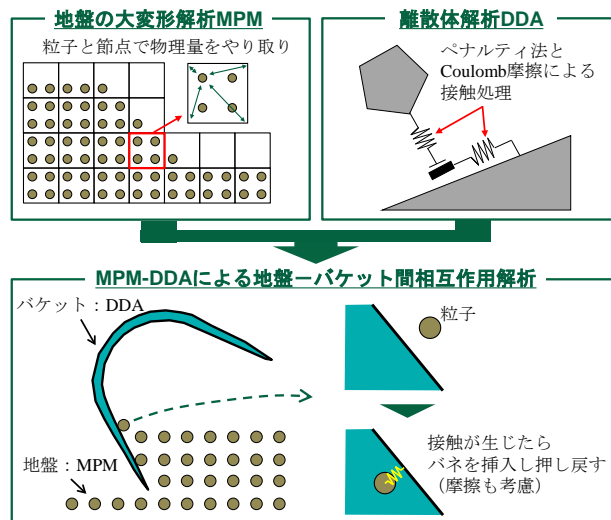 地盤の大変形解析MPM
粒子と節点で物理量をやり取り
離散体解析DDA
ペナルティ法と
Coulomb摩擦による
接触処理
MPM-DDAによる地盤ーバケット間相互作用解析
バケット：DDA
地盤：MPM
粒子
接触が生じたら
バネを挿入し押し戻す
（摩擦も考慮）